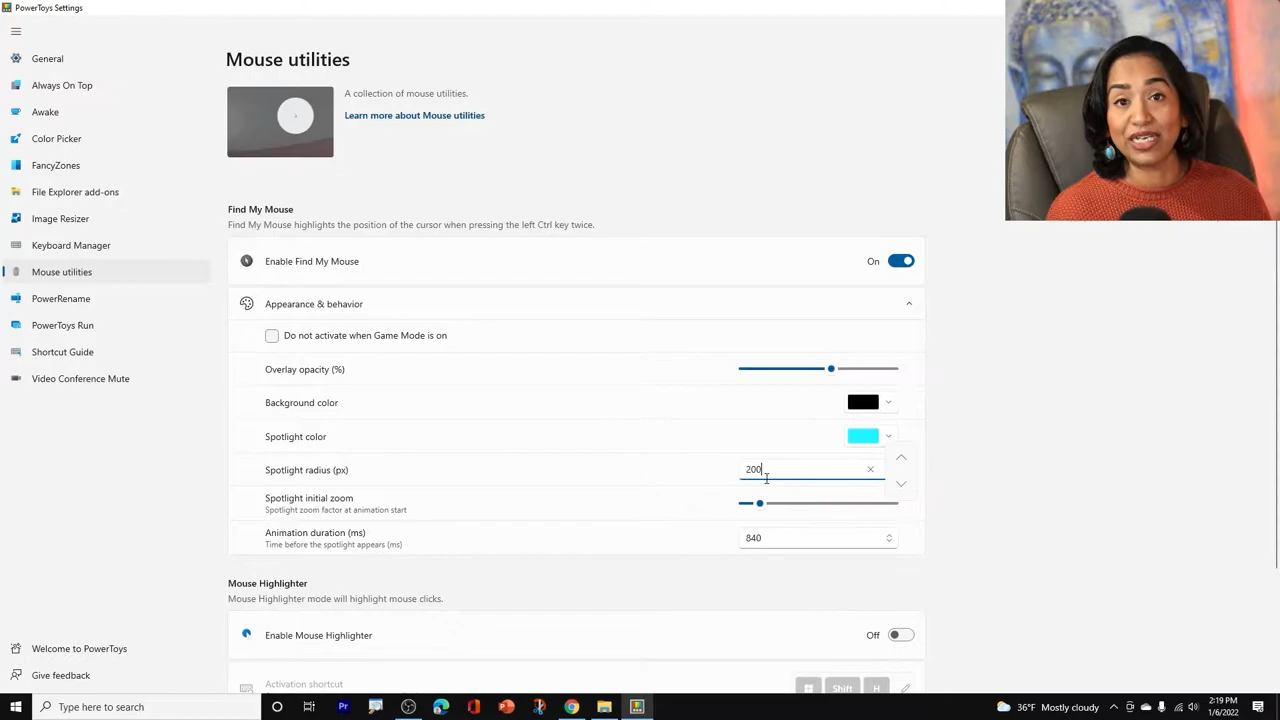 PowerToys Settings
General
Always On Top
Awake
Color Picker
FancyZones
File Explorer add-ons
Image Resizer
Keyboard Manager
Mouse utilities
PowerRename
PowerToys Run
Shortcut Guide
Video Conference Mute
Welcome to PowerToys
Give feedback
Mouse utilities
A collection of mouse utilities.
Learn more about Mouse utilities
Find My Mouse
Find My Mouse highlights the position of the cursor when pressing the left Ctrl key twice.
Enable Find My Mouse
On
Appearance & behavior
Do not activate when Game Mode is on
Overlay opacity (%)
Background color
Spotlight color
Spotlight radius (px)
200
Spotlight initial zoom
Spotlight zoom factor at animation start
Animation duration (ms)
Time before the spotlight appears (ms)
840
Mouse Highlighter
Mouse Highlighter mode will highlight mouse clicks.
Enable Mouse Highlighter
Off
Activation shortcut
Shift
H
Type here to search
Pr
36°F Mostly cloudy
2:19 PM
1/6/2022